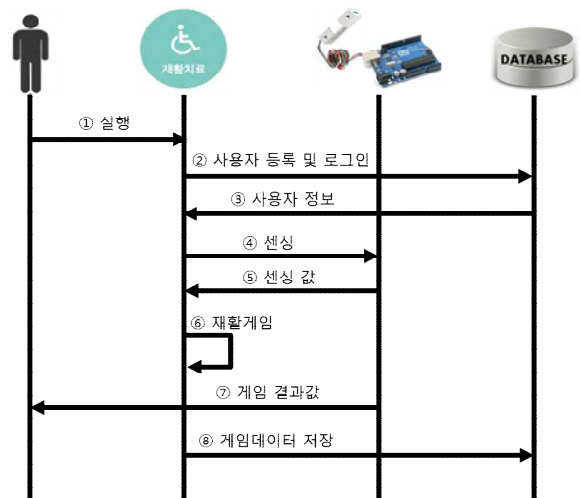 재활치료
DATABASE
① 실행
② 사용자 등록 및 로그인
③ 사용자 정보
④ 센싱
⑤ 센싱 값
⑥ 재활게임
⑦ 게임 결과값
⑧ 게임데이터 저장